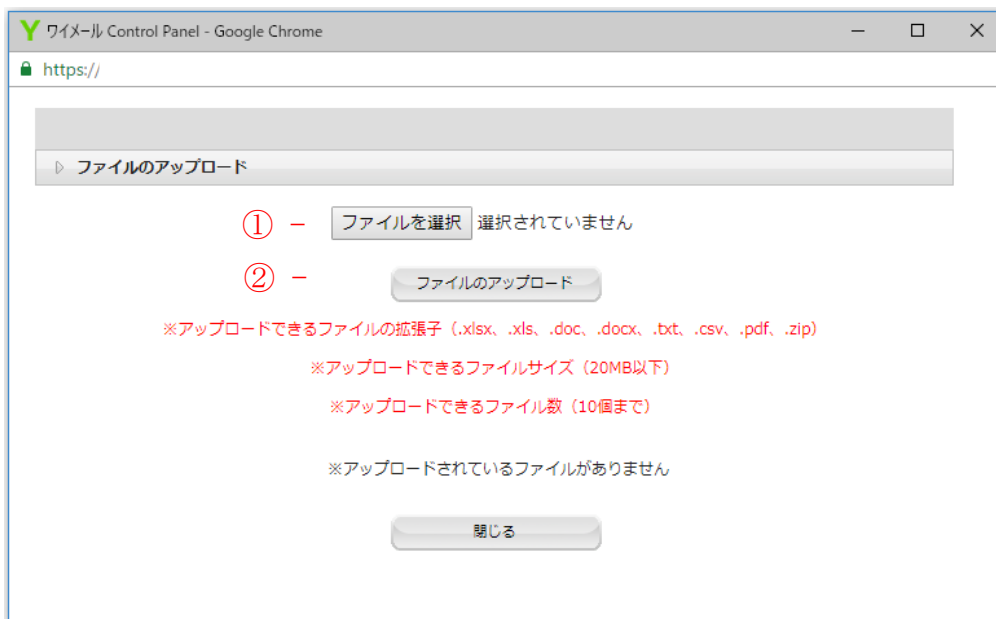 ワイメール Control Panel - Google Chrome
https://
ファイルのアップロード
① － ファイルを選択 選択されていません
② － ファイルのアップロード
※アップロードできるファイルの拡張子（.xlsx、.xls、.doc、.docx、.txt、.csv、.pdf、.zip）
※アップロードできるファイルサイズ（20MB以下）
※アップロードできるファイル数（10個まで）
※アップロードされているファイルがありません
閉じる